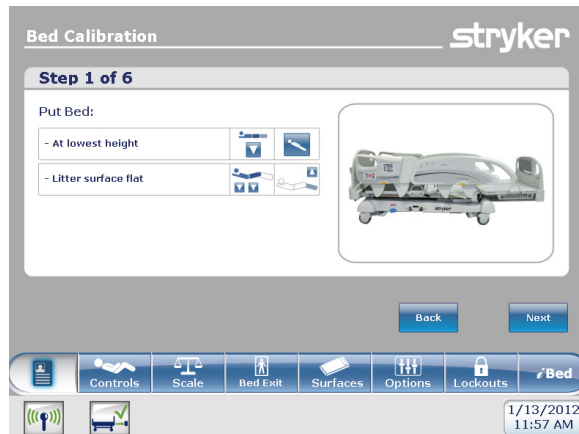 Bed Calibration
stryker
Step 1 of 6
Put Bed:
- At lowest height
- Litter surface flat
stryker
Back
Next
Controls
Scale
Bed Exit
Surfaces
Options
Lockouts
iBed
1/13/2012
11:57 AM